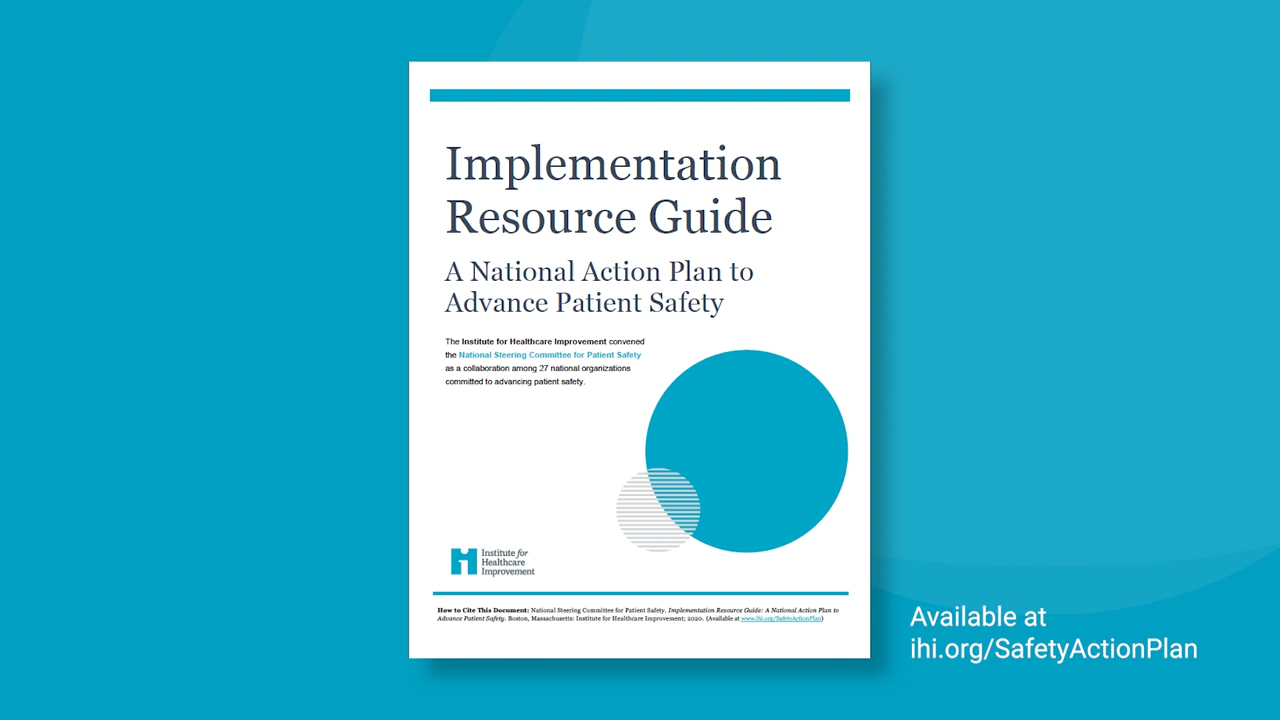 Implementation
Resource Guide
A National Action Plan to
Advance Patient Safety
The Institute for Healthcare Improvement convened
the National Steering Committee for Patient Safety
as a collaboration among 27 national organizations
committed to advancing patient safety.
Institute for
Healthcare
Improvement
How to Cite This Document: National Steering Committee for Patient Safety. Implementation Resource Guide: A National Action Plan to
Advance Patient Safety. Boston, Massachusetts: Institute for Healthcare Improvement; 2020. (Available at www.ihi.org/SafetyActionPlan)
Available at
ihi.org/SafetyActionPlan